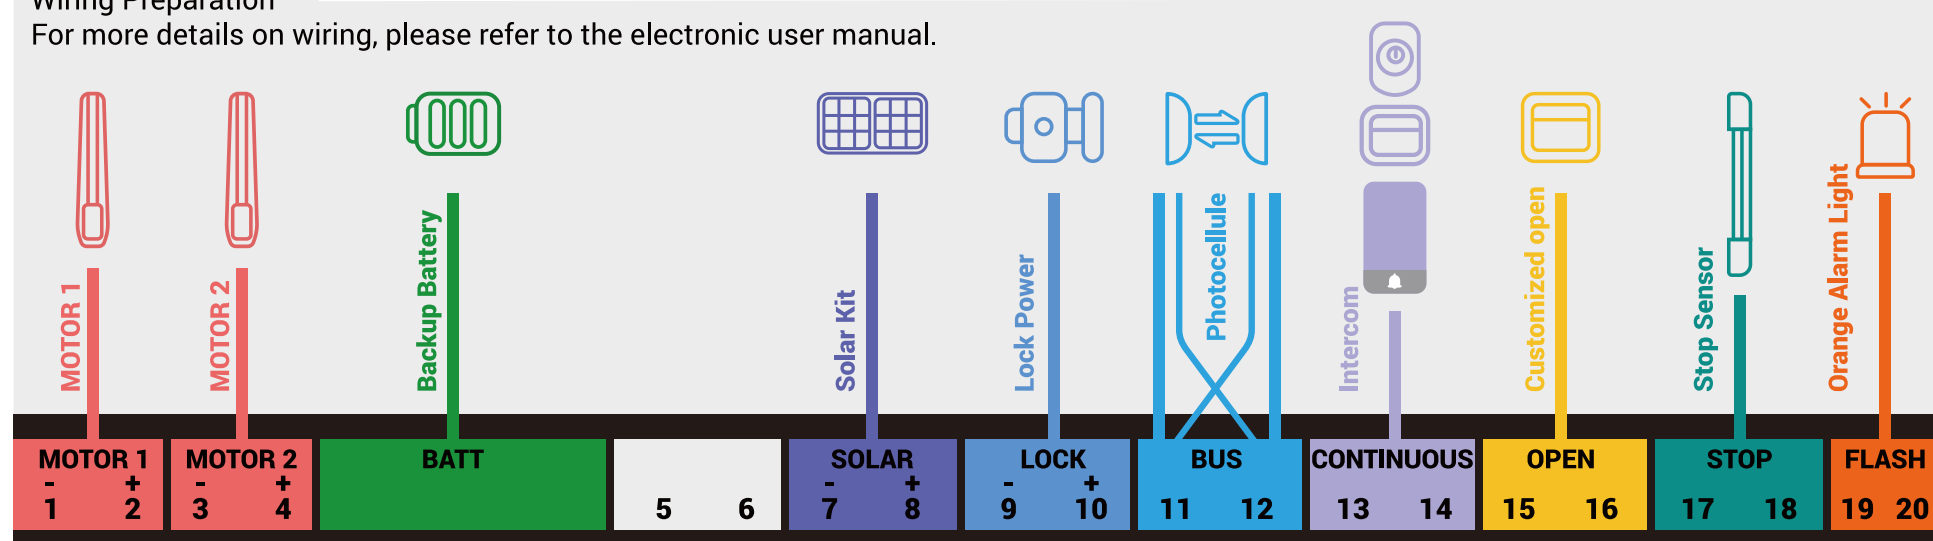 Wiring Preparation
For more details on wiring, please refer to the electronic user manual.
MOTOR 1
MOTOR 2
Backup Battery
Solar Kit
Lock Power
Photocellule
Intercom
Customized open
Stop Sensor
Orange Alarm Light
MOTOR 1 MOTOR 2 BATT SOLAR LOCK BUS CONTINUOUS OPEN STOP FLASH
- + - + - + - +
1 2 3 4 5 6 7 8 9 10 11 12 13 14 15 16 17 18 19 20